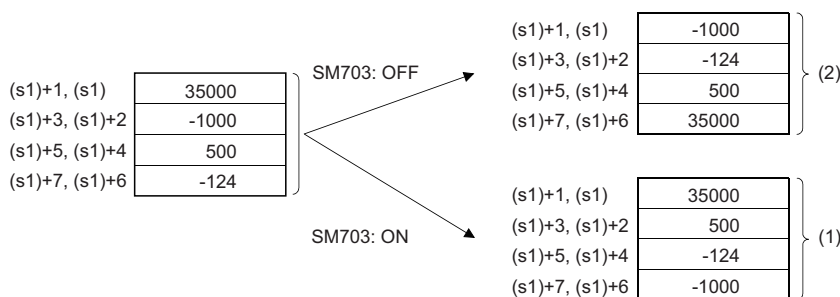 (s1)+1, (s1) 35000
(s1)+3, (s1)+2 -1000
(s1)+5, (s1)+4 500
(s1)+7, (s1)+6 -124
SM703: OFF
(s1)+1, (s1) -1000
(s1)+3, (s1)+2 -124
(s1)+5, (s1)+4 500
(s1)+7, (s1)+6 35000
(2)
SM703: ON
(s1)+1, (s1) 35000
(s1)+3, (s1)+2 500
(s1)+5, (s1)+4 -124
(s1)+7, (s1)+6 -1000
(1)